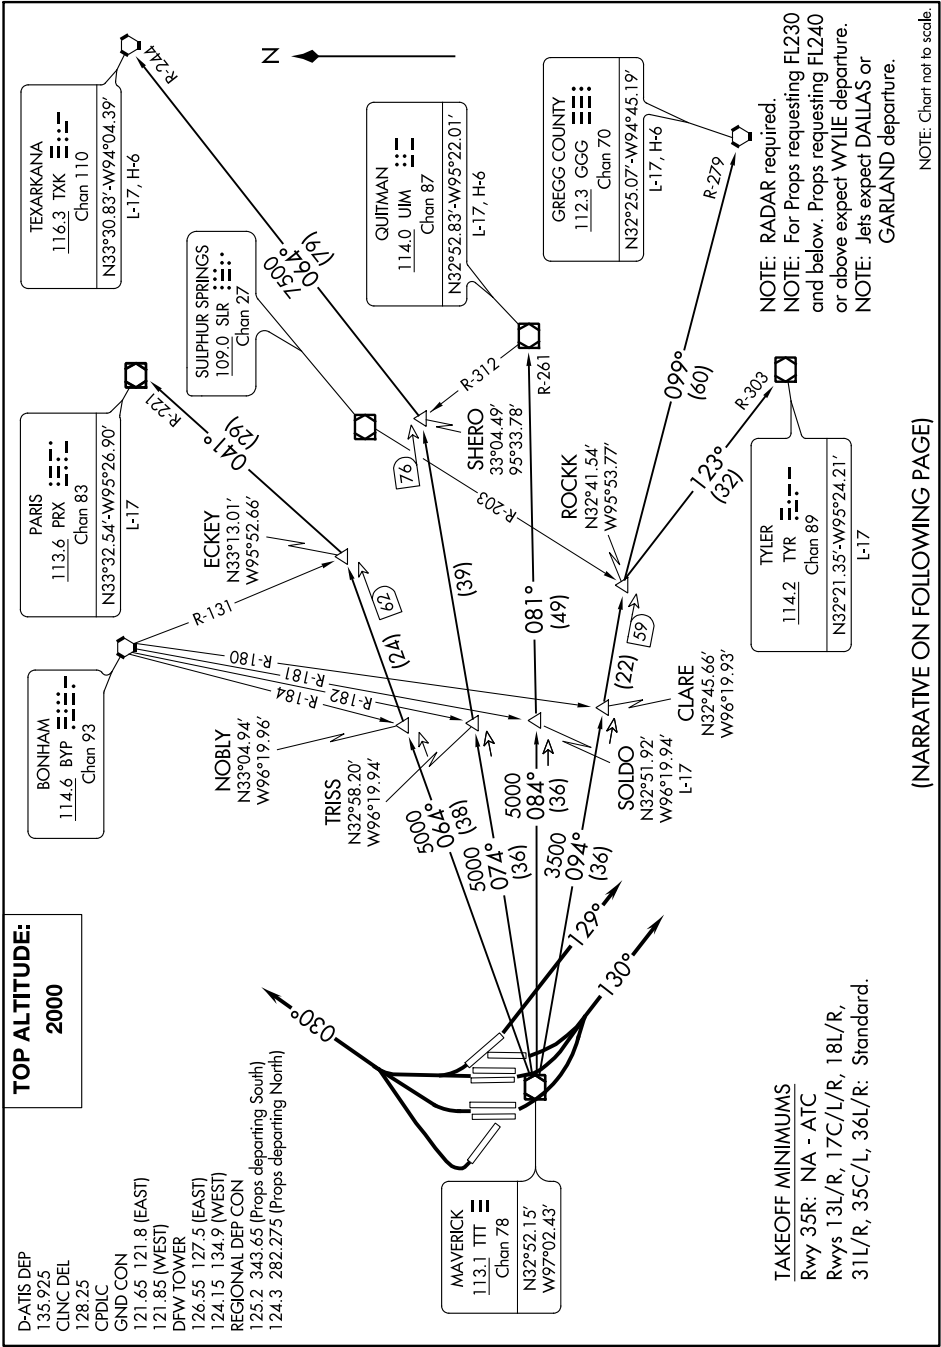 TOP ALTITUDE:
2000
D-ATIS DEP
135.925
CLNC DEL
128.25
CPDLC
GND CON
121.65 121.8 (EAST)
121.85 (WEST)
DFW TOWER
126.55 127.5 (EAST)
124.15 134.9 (WEST)
REGIONAL DEP CON
125.2 343.65 (Props departing South)
124.3 282.275 (Props departing North)
BONHAM
114.6 BYP
Chan 93
PARIS
113.6 PRX
Chan 83
N33°32.54'-W95°26.90'
L-17
TEXARKANA
116.3 TXK
Chan 110
N33°30.83'-W94°04.39'
L-17, H-6
SULPHUR SPRINGS
109.0 SLR
Chan 27
QUITMAN
114.0 UIM
Chan 87
N32°52.83'-W95°22.01'
L-17, H-6
GREGG COUNTY
112.3 GGG
Chan 70
N32°25.07'-W94°45.19'
L-17, H-6
TYLER
114.2 TYR
Chan 89
N32°21.35'-W95°24.21'
L-17
MAVERICK
113.1 TTT
Chan 78
N32°52.15'
W97°02.43'
N
NOBLY
N33°04.94'
W96°19.96'
TRISS
N32°58.20'
W96°19.94'
SOLDO
N32°51.92'
W96°19.94'
L-17
CLARE
N32°45.66'
W96°19.93'
ECKEY
N33°13.01'
W95°52.66'
SHERO
33°04.49'
95°33.78'
ROCKK
N32°41.54'
W95°53.77'
R-131
R-180
R-181
R-182
R-184
R-221
R-244
R-312
R-261
R-203
R-279
R-303
5000
064°
(38)
5000
074°
(36)
5000
084°
(36)
3500
094°
(36)
(24)
62
041°
(29)
(39)
76
7500
064°
(79)
081°
(49)
(22)
59
099°
(60)
123°
(32)
030°
129°
130°
TAKEOFF MINIMUMS
Rwy 35R: NA - ATC
Rwys 13L/R, 17C/L/R, 18L/R,
31L/R, 35C/L, 36L/R: Standard.
NOTE: RADAR required.
NOTE: For Props requesting FL230
and below. Props requesting FL240
or above expect WYLIE departure.
NOTE: Jets expect DALLAS or
GARLAND departure.
NOTE: Chart not to scale.
(NARRATIVE ON FOLLOWING PAGE)